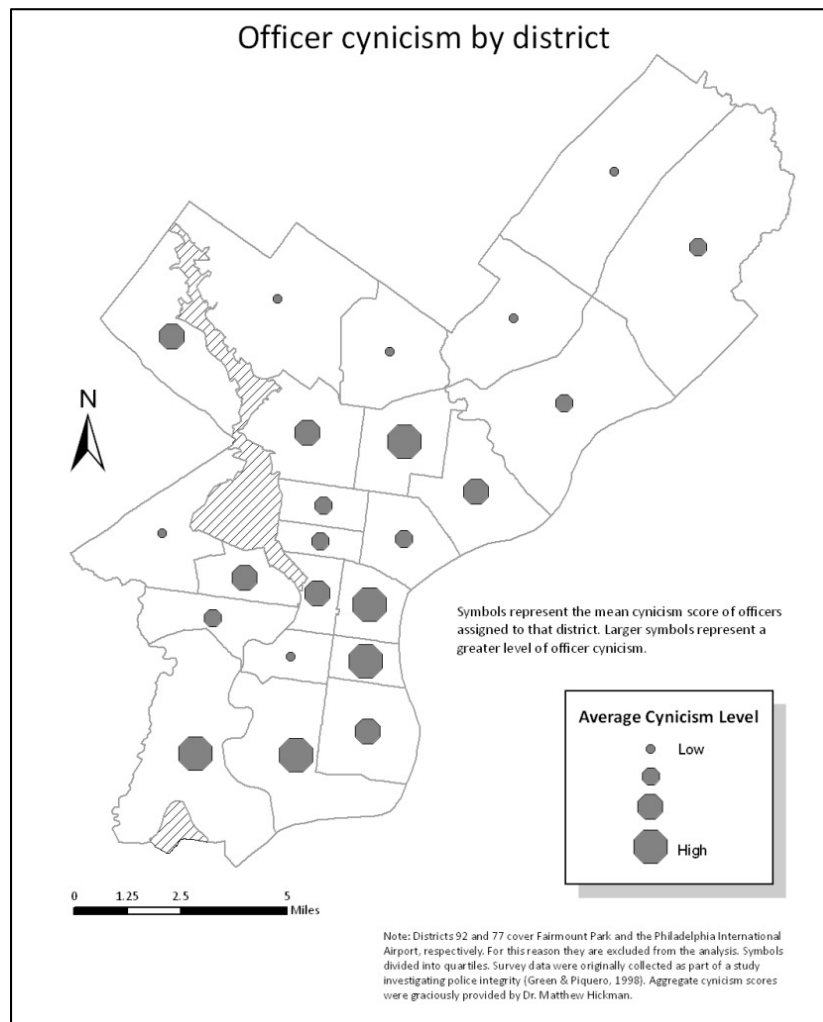 Officer cynicism by district
N
Symbols represent the mean cynicism score of officers
assigned to that district. Larger symbols represent a
greater level of officer cynicism.
Average Cynicism Level
Low
High
0 1.25 2.5 5
Miles
Note: Districts 92 and 77 cover Fairmount Park and the Philadelphia International
Airport, respectively. For this reason they are excluded from the analysis. Symbols
divided into quartiles. Survey data were originally collected as part of a study
investigating police integrity (Green & Piquero, 1998). Aggregate cynicism scores
were graciously provided by Dr. Matthew Hickman.